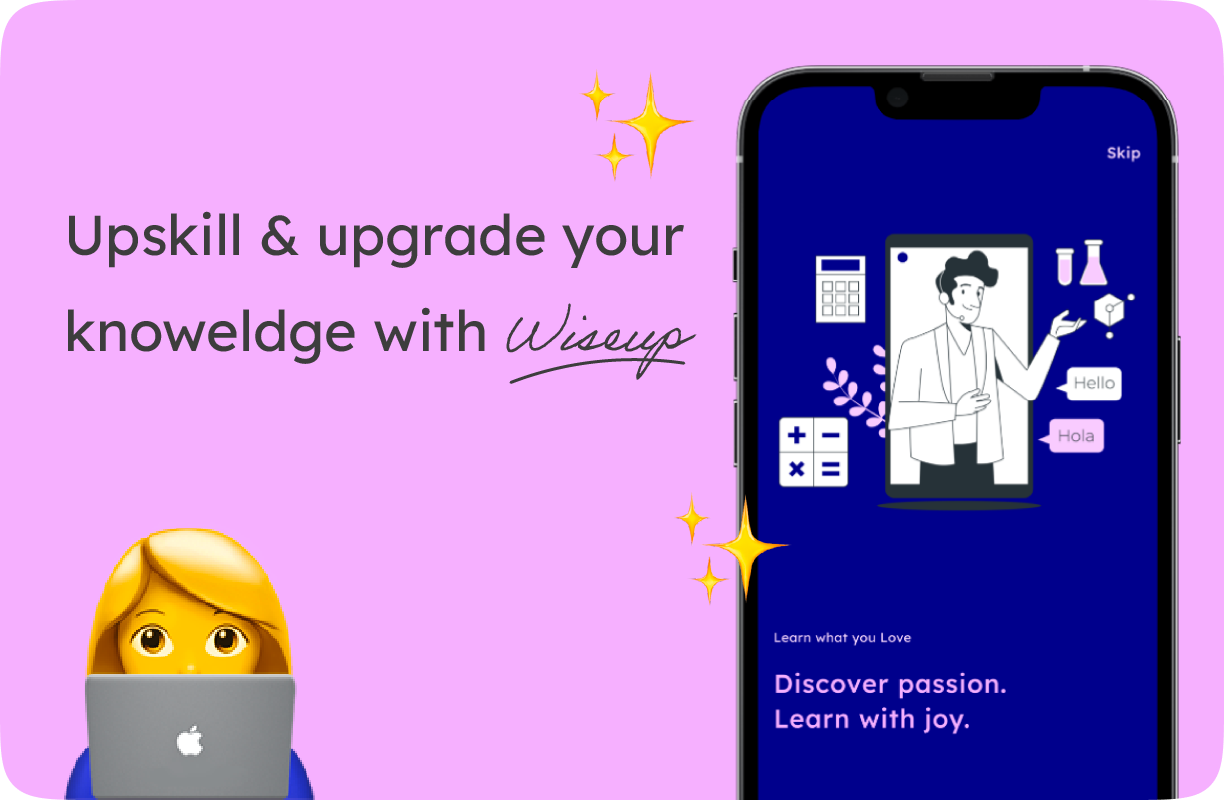 Upskill & upgrade your
knoweldge with Wiseup
Skip
Hello
Hola
Learn what you Love
Discover passion.
Learn with joy.